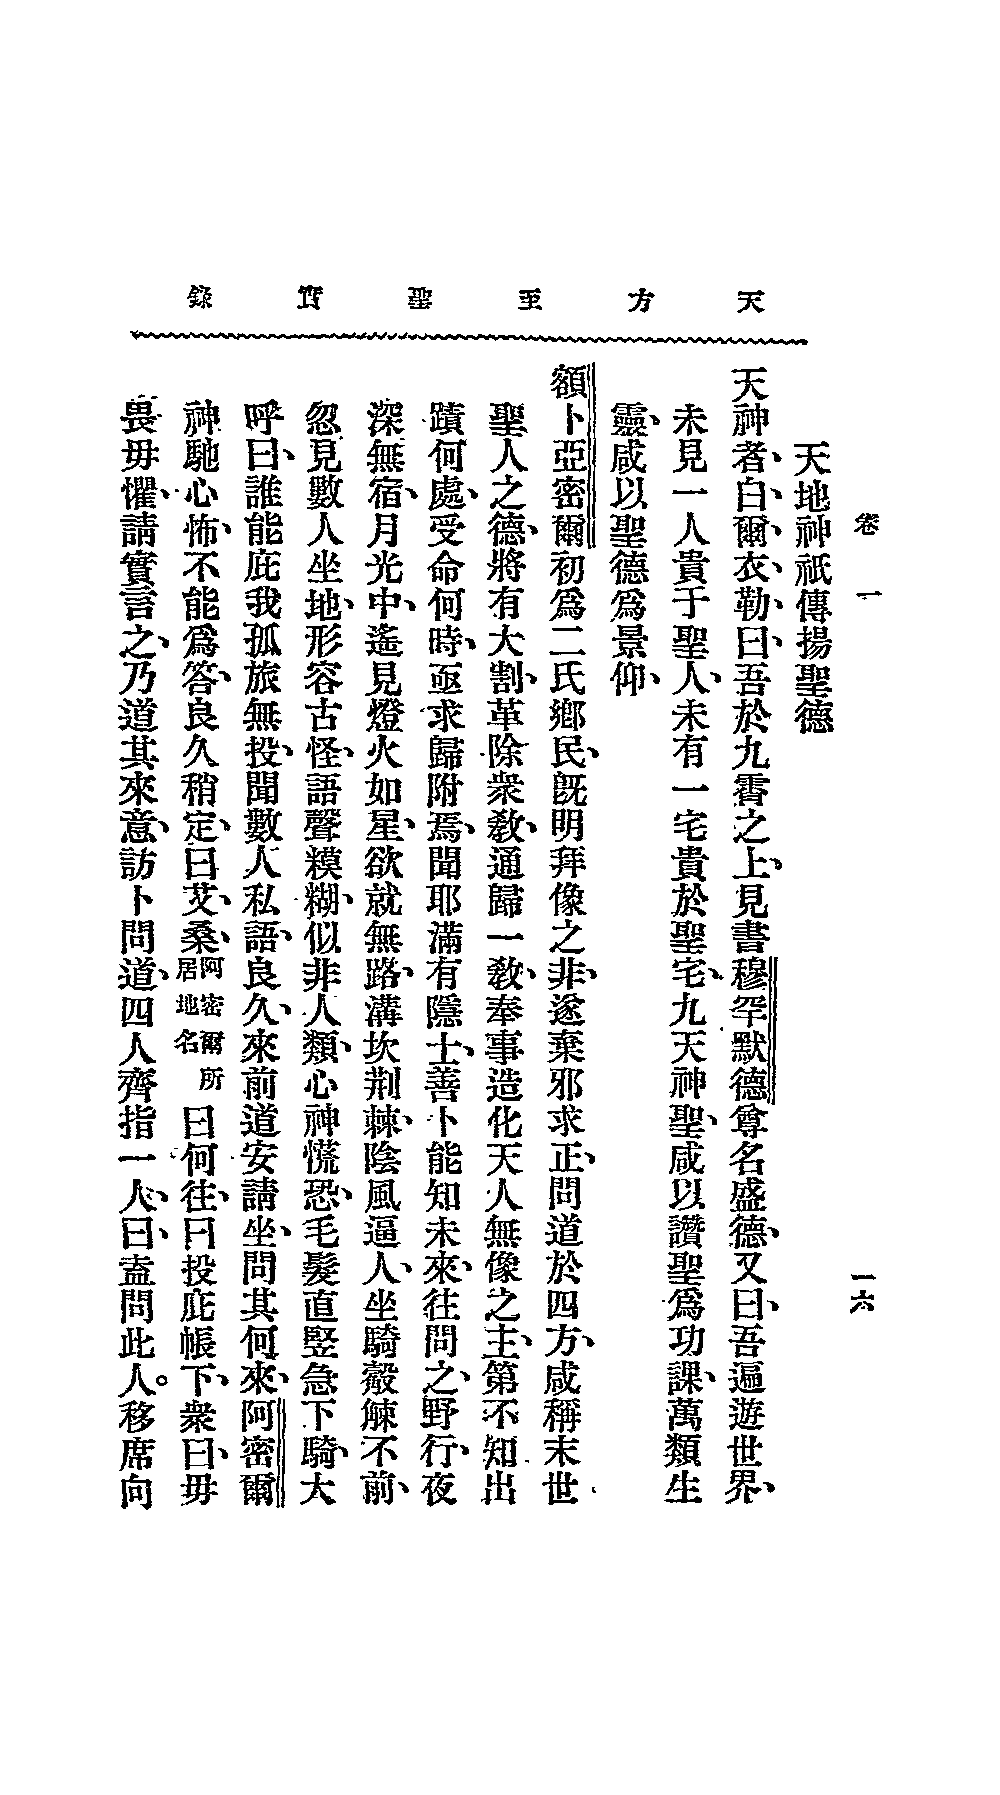 天方至聖實錄
卷一
一六
天地神祇傳揚聖德
天神者、白爾衣、勒、曰、吾於九霄之上、見書穆罕默德尊名盛德、又曰、吾遍遊世界、
未見一人貴于聖人、未有一宅貴於聖宅、九天神聖、咸以讚聖爲功課、萬類生
靈、咸以聖德爲景仰、
額卜亞密爾初爲二氏鄉民、既明拜像之非、遂棄邪求正、問道於四方、咸稱末世
聖人之德、將有大割、革除衆敎、通歸一敎、奉事造化天人無像之主、第不知出
蹟何處、受命何時、亟求歸附、焉聞耶滿有隱士、善卜能知未來、往問之、野行、夜
深無宿、月光中、遙見燈火如星、欲就無路、溝坎荆棘、陰風逼人、坐騎觳觫不前、
忽見數人坐地、形容古怪、語聲糢糊、似非人類、心神慌恐、毛髮直竪急下騎、大
呼曰、誰能庇我孤旅無投、聞數人私語、良久、來前道安請坐、問其何來、阿密爾
神馳心怖、不能爲答、良久稍定、曰艾、桑、阿密爾所居地名曰何往、曰投庇帳下、衆曰、毋
畏毋懼、請實言之、乃道其來意、訪卜問道、四人齊指一人、曰、盍問此人。移席向